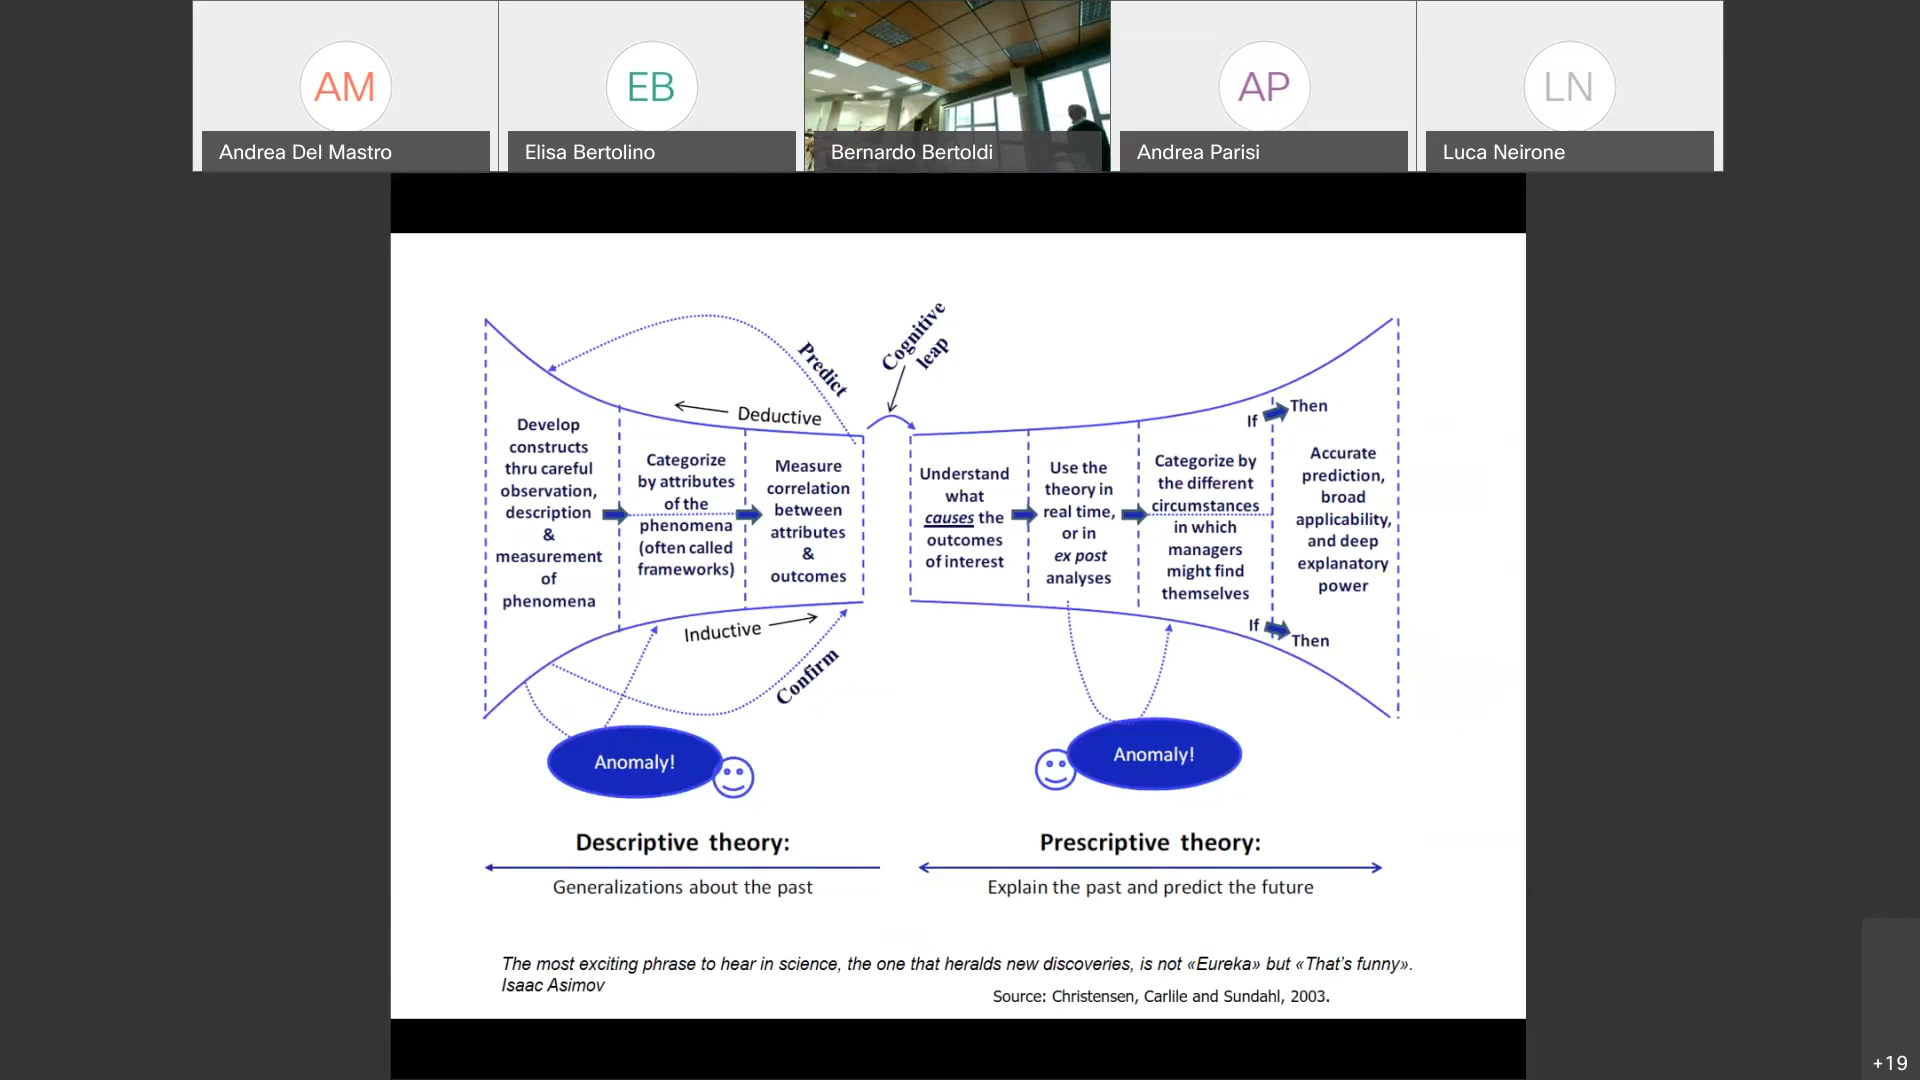 AM
EB
AP
LN
Andrea Del Mastro
Elisa Bertolino
Bernardo Bertoldi
Andrea Parisi
Luca Neirone
Predict
Cognitive
leap
Deductive
Develop
constructs
thru careful
observation,
description
&
measurement
of
phenomena
Categorize
by attributes
of the
phenomena
(often called
frameworks)
Measure
correlation
between
attributes
&
outcomes
Understand
what
causes the
outcomes
of interest
Use the
theory in
real time,
or in
ex post
analyses
Categorize by
the different
circumstances
in which
managers
might find
themselves
If
Then
Accurate
prediction,
broad
applicability,
and deep
explanatory
power
If
Then
Inductive
Confirm
Anomaly!
Anomaly!
Descriptive theory:
Generalizations about the past
Prescriptive theory:
Explain the past and predict the future
The most exciting phrase to hear in science, the one that heralds new discoveries, is not «Eureka» but «That's funny».
Isaac Asimov
Source: Christensen, Carlile and Sundahl, 2003.
+19